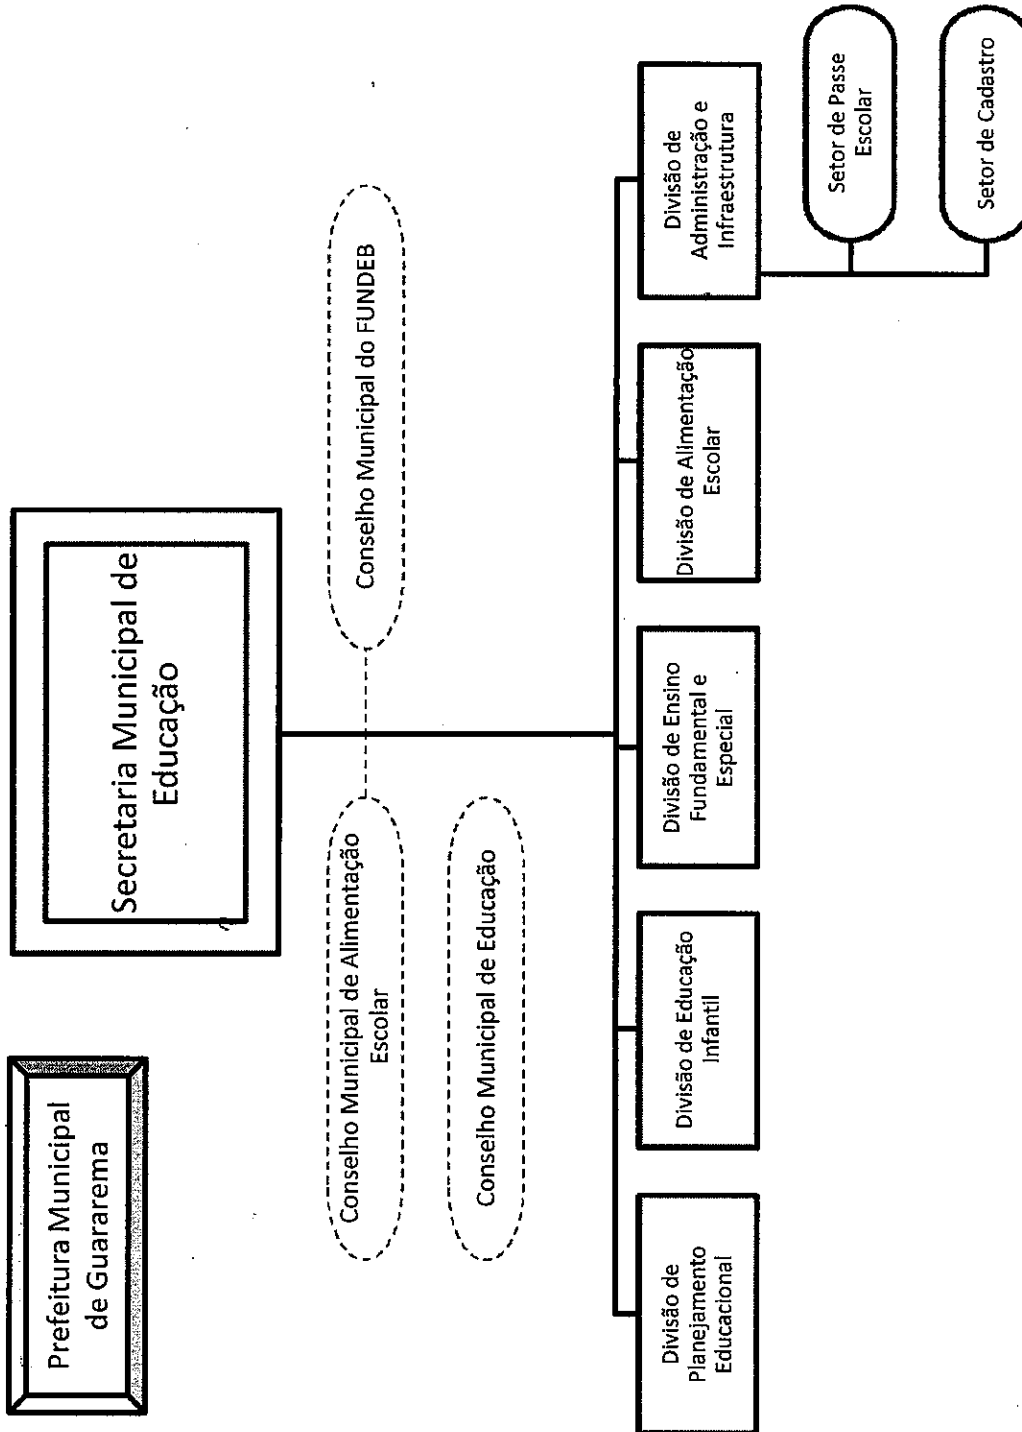 Prefeitura Municipal
de Guararema
Secretaria Municipal de
Educação
Conselho Municipal de Alimentação
Escolar
Conselho Municipal do FUNDEB
Conselho Municipal de Educação
Divisão de
Planejamento
Educacional
Divisão de Educação
Infantil
Divisão de Ensino
Fundamental e
Especial
Divisão de Alimentação
Escolar
Divisão de
Administração e
Infraestrutura
Setor de Passe
Escolar
Setor de Cadastro